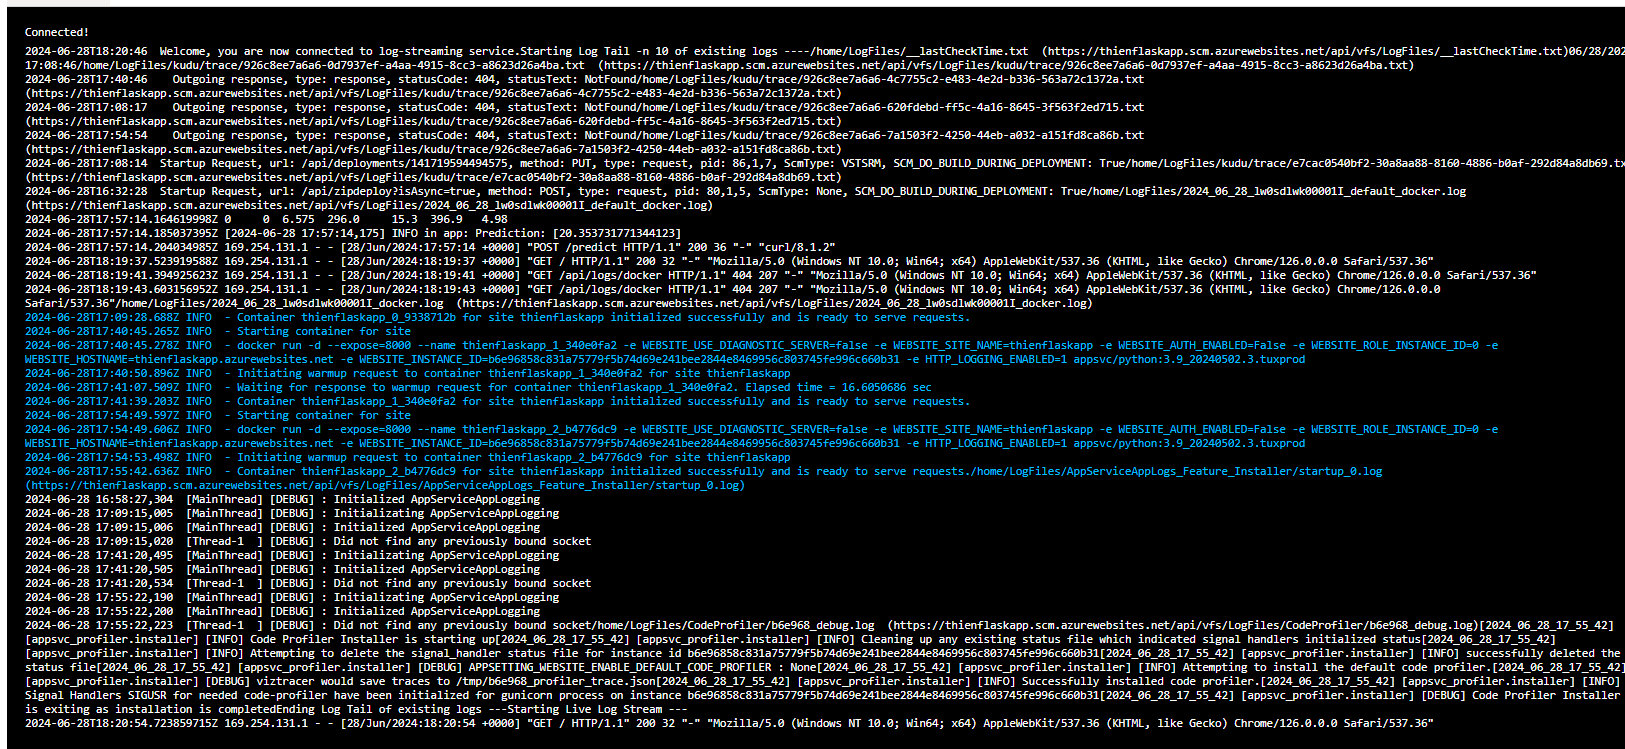 Connected!
2024-06-28T18:20:46  Welcome, you are now connected to log-streaming service.Starting Log Tail -n 10 of existing logs ----/home/LogFiles/__lastCheckTime.txt  (https://thienflaskapp.scm.azurewebsites.net/api/vfs/LogFiles/__lastCheckTime.txt)06/28/202
17:08:46/home/LogFiles/kudu/trace/926c8ee7a6a6-0d7937ef-a4aa-4915-8cc3-a8623d26a4ba.txt  (https://thienflaskapp.scm.azurewebsites.net/api/vfs/LogFiles/kudu/trace/926c8ee7a6a6-0d7937ef-a4aa-4915-8cc3-a8623d26a4ba.txt)
2024-06-28T17:40:46    Outgoing response, type: response, statusCode: 404, statusText: NotFound/home/LogFiles/kudu/trace/926c8ee7a6a6-4c7755c2-e483-4e2d-b336-563a72c1372a.txt
(https://thienflaskapp.scm.azurewebsites.net/api/vfs/LogFiles/kudu/trace/926c8ee7a6a6-4c7755c2-e483-4e2d-b336-563a72c1372a.txt)
2024-06-28T17:08:17    Outgoing response, type: response, statusCode: 404, statusText: NotFound/home/LogFiles/kudu/trace/926c8ee7a6a6-620fdebd-ff5c-4a16-8645-3f563f2ed715.txt
(https://thienflaskapp.scm.azurewebsites.net/api/vfs/LogFiles/kudu/trace/926c8ee7a6a6-620fdebd-ff5c-4a16-8645-3f563f2ed715.txt)
2024-06-28T17:54:54    Outgoing response, type: response, statusCode: 404, statusText: NotFound/home/LogFiles/kudu/trace/926c8ee7a6a6-7a1503f2-4250-44eb-a032-a151fd8ca86b.txt
(https://thienflaskapp.scm.azurewebsites.net/api/vfs/LogFiles/kudu/trace/926c8ee7a6a6-7a1503f2-4250-44eb-a032-a151fd8ca86b.txt)
2024-06-28T17:08:14  Startup Request, url: /api/deployments/141719594494575, method: PUT, type: request, pid: 86,1,7, ScmType: VSTSRM, SCM_DO_BUILD_DURING_DEPLOYMENT: True/home/LogFiles/kudu/trace/e7cac0540bf2-30a8aa88-8160-4886-b0af-292d84a8db69.tx
(https://thienflaskapp.scm.azurewebsites.net/api/vfs/LogFiles/kudu/trace/e7cac0540bf2-30a8aa88-8160-4886-b0af-292d84a8db69.txt)
2024-06-28T16:32:28  Startup Request, url: /api/zipdeploy?isAsync=true, method: POST, type: request, pid: 80,1,5, ScmType: None, SCM_DO_BUILD_DURING_DEPLOYMENT: True/home/LogFiles/2024_06_28_lw0sdlwk00001I_default_docker.log
(https://thienflaskapp.scm.azurewebsites.net/api/vfs/LogFiles/2024_06_28_lw0sdlwk00001I_default_docker.log)
2024-06-28T17:57:14.164619998Z 0     0  6.575  296.0     15.3  396.9   4.98
2024-06-28T17:57:14.185037395Z [2024-06-28 17:57:14,175] INFO in app: Prediction: [20.353731771344123]
2024-06-28T17:57:14.204034985Z 169.254.131.1 - - [28/Jun/2024:17:57:14 +0000] "POST /predict HTTP/1.1" 200 36 "-" "curl/8.1.2"
2024-06-28T18:19:37.523919588Z 169.254.131.1 - - [28/Jun/2024:18:19:37 +0000] "GET / HTTP/1.1" 200 32 "-" "Mozilla/5.0 (Windows NT 10.0; Win64; x64) AppleWebKit/537.36 (KHTML, like Gecko) Chrome/126.0.0.0 Safari/537.36"
2024-06-28T18:19:41.394925623Z 169.254.131.1 - - [28/Jun/2024:18:19:41 +0000] "GET /api/logs/docker HTTP/1.1" 404 207 "-" "Mozilla/5.0 (Windows NT 10.0; Win64; x64) AppleWebKit/537.36 (KHTML, like Gecko) Chrome/126.0.0.0 Safari/537.36"
2024-06-28T18:19:43.603156952Z 169.254.131.1 - - [28/Jun/2024:18:19:43 +0000] "GET /api/logs/docker HTTP/1.1" 404 207 "-" "Mozilla/5.0 (Windows NT 10.0; Win64; x64) AppleWebKit/537.36 (KHTML, like Gecko) Chrome/126.0.0.0
Safari/537.36"/home/LogFiles/2024_06_28_lw0sdlwk00001I_docker.log  (https://thienflaskapp.scm.azurewebsites.net/api/vfs/LogFiles/2024_06_28_lw0sdlwk00001I_docker.log)
2024-06-28T17:09:28.688Z INFO  - Container thienflaskapp_0_9338712b for site thienflaskapp initialized successfully and is ready to serve requests.
2024-06-28T17:40:45.265Z INFO  - Starting container for site
2024-06-28T17:40:45.278Z INFO  - docker run -d --expose=8000 --name thienflaskapp_1_340e0fa2 -e WEBSITE_USE_DIAGNOSTIC_SERVER=false -e WEBSITE_SITE_NAME=thienflaskapp -e WEBSITE_AUTH_ENABLED=False -e WEBSITE_ROLE_INSTANCE_ID=0 -e
WEBSITE_HOSTNAME=thienflaskapp.azurewebsites.net -e WEBSITE_INSTANCE_ID=b6e96858c831a75779f5b74d69e241bee2844e8469956c803745fe996c660b31 -e HTTP_LOGGING_ENABLED=1 appsvc/python:3.9_20240502.3.tuxprod
2024-06-28T17:40:50.896Z INFO  - Initiating warmup request to container thienflaskapp_1_340e0fa2 for site thienflaskapp
2024-06-28T17:41:07.509Z INFO  - Waiting for response to warmup request for container thienflaskapp_1_340e0fa2. Elapsed time = 16.6050686 sec
2024-06-28T17:41:39.203Z INFO  - Container thienflaskapp_1_340e0fa2 for site thienflaskapp initialized successfully and is ready to serve requests.
2024-06-28T17:54:49.597Z INFO  - Starting container for site
2024-06-28T17:54:49.606Z INFO  - docker run -d --expose=8000 --name thienflaskapp_2_b4776dc9 -e WEBSITE_USE_DIAGNOSTIC_SERVER=false -e WEBSITE_SITE_NAME=thienflaskapp -e WEBSITE_AUTH_ENABLED=False -e WEBSITE_ROLE_INSTANCE_ID=0 -e
WEBSITE_HOSTNAME=thienflaskapp.azurewebsites.net -e WEBSITE_INSTANCE_ID=b6e96858c831a75779f5b74d69e241bee2844e8469956c803745fe996c660b31 -e HTTP_LOGGING_ENABLED=1 appsvc/python:3.9_20240502.3.tuxprod
2024-06-28T17:54:53.498Z INFO  - Initiating warmup request to container thienflaskapp_2_b4776dc9 for site thienflaskapp
2024-06-28T17:55:42.636Z INFO  - Container thienflaskapp_2_b4776dc9 for site thienflaskapp initialized successfully and is ready to serve requests./home/LogFiles/AppServiceAppLogs_Feature_Installer/startup_0.log
(https://thienflaskapp.scm.azurewebsites.net/api/vfs/LogFiles/AppServiceAppLogs_Feature_Installer/startup_0.log)
2024-06-28 16:58:27,304  [MainThread] [DEBUG] : Initialized AppServiceAppLogging
2024-06-28 17:09:15,005  [MainThread] [DEBUG] : Initializating AppServiceAppLogging
2024-06-28 17:09:15,006  [MainThread] [DEBUG] : Initialized AppServiceAppLogging
2024-06-28 17:09:15,020  [Thread-1  ] [DEBUG] : Did not find any previously bound socket
2024-06-28 17:41:20,495  [MainThread] [DEBUG] : Initializating AppServiceAppLogging
2024-06-28 17:41:20,505  [MainThread] [DEBUG] : Initialized AppServiceAppLogging
2024-06-28 17:41:20,534  [Thread-1  ] [DEBUG] : Did not find any previously bound socket
2024-06-28 17:55:22,190  [MainThread] [DEBUG] : Initializating AppServiceAppLogging
2024-06-28 17:55:22,200  [MainThread] [DEBUG] : Initialized AppServiceAppLogging
2024-06-28 17:55:22,223  [Thread-1  ] [DEBUG] : Did not find any previously bound socket/home/LogFiles/CodeProfiler/b6e968_debug.log  (https://thienflaskapp.scm.azurewebsites.net/api/vfs/LogFiles/CodeProfiler/b6e968_debug.log)[2024_06_28_17_55_42]
[appsvc_profiler.installer] [INFO] Code Profiler Installer is starting up[2024_06_28_17_55_42] [appsvc_profiler.installer] [INFO] Cleaning up any existing status file which indicated signal handlers initialized status[2024_06_28_17_55_42]
[appsvc_profiler.installer] [INFO] Attempting to delete the signal_handler status file for instance id b6e96858c831a75779f5b74d69e241bee2844e8469956c803745fe996c660b31[2024_06_28_17_55_42] [appsvc_profiler.installer] [INFO] successfully deleted the
status file[2024_06_28_17_55_42] [appsvc_profiler.installer] [DEBUG] APPSETTING_WEBSITE_ENABLE_DEFAULT_CODE_PROFILER : None[2024_06_28_17_55_42] [appsvc_profiler.installer] [INFO] Attempting to install the default code profiler.[2024_06_28_17_55_42]
[appsvc_profiler.installer] [DEBUG] viztracer would save traces to /tmp/b6e968_profiler_trace.json[2024_06_28_17_55_42] [appsvc_profiler.installer] [INFO] Successfully installed code profiler.[2024_06_28_17_55_42] [appsvc_profiler.installer] [INFO]
Signal Handlers SIGUSR for needed code-profiler have been initialized for gunicorn process on instance b6e96858c831a75779f5b74d69e241bee2844e8469956c803745fe996c660b31[2024_06_28_17_55_42] [appsvc_profiler.installer] [DEBUG] Code Profiler Installer
is exiting as installation is completedEnding Log Tail of existing logs ---Starting Live Log Stream ---
2024-06-28T18:20:54.723859715Z 169.254.131.1 - - [28/Jun/2024:18:20:54 +0000] "GET / HTTP/1.1" 200 32 "-" "Mozilla/5.0 (Windows NT 10.0; Win64; x64) AppleWebKit/537.36 (KHTML, like Gecko) Chrome/126.0.0.0 Safari/537.36"